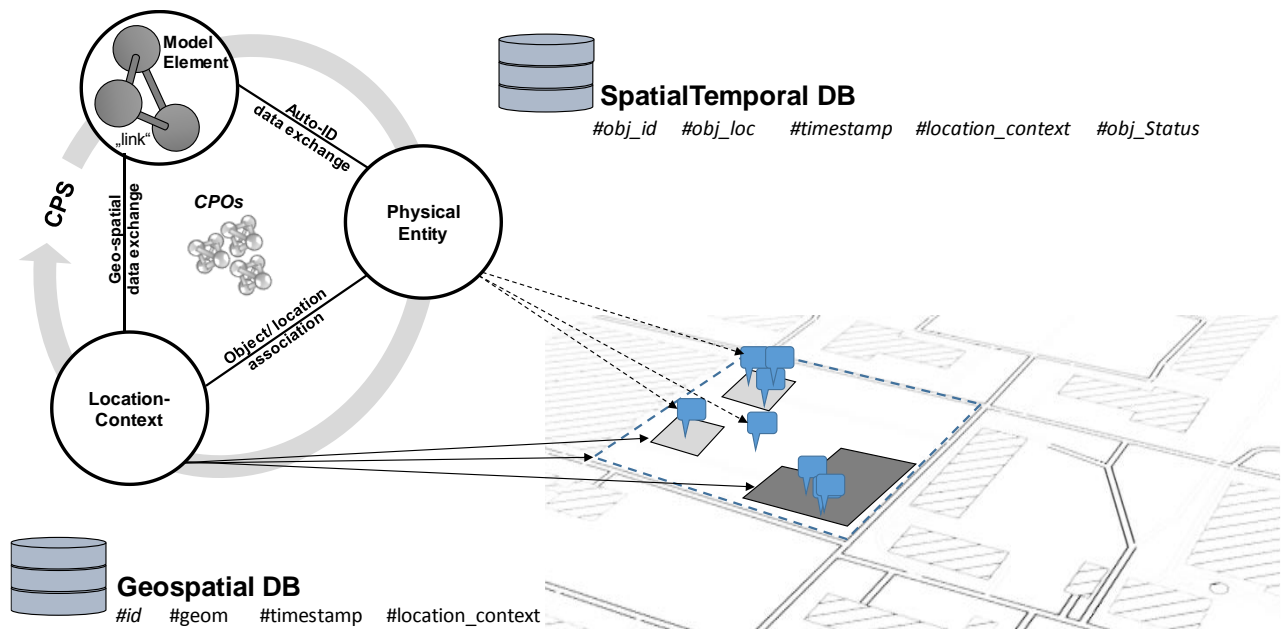 Model
Element
„link“
Auto-ID
data exchange
CPS
Geo-spatial
data exchange
CPOs
Physical
Entity
Object/ location
association
Location-
Context
SpatialTemporal DB
#obj_id #obj_loc #timestamp #location_context #obj_Status
Geospatial DB
#id #geom #timestamp #location_context